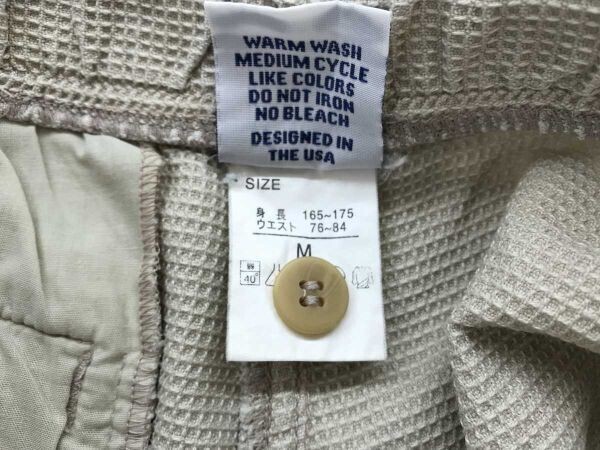 WARM WASH
MEDIUM CYCLE
LIKE COLORS
DO NOT IRON
NO BLEACH
DESIGNED IN
THE USA
SIZE
身長 165~175
ウエスト 76~84
M
40